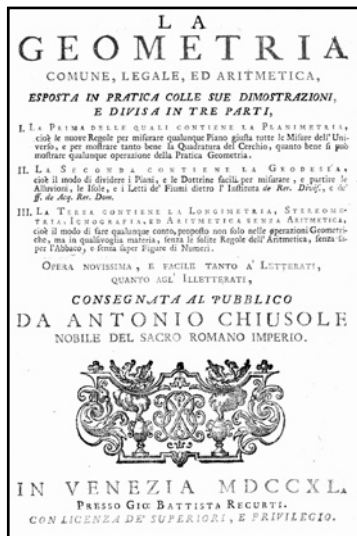 LA
GEOMETRIA
COMUNE, LEGALE, ED ARITMETICA,
ESPOSTA IN PRATICA COLLE SUE DIMOSTRAZIONI,
E DIVISA IN TRE PARTI,
I. LA PRIMA DELLE QUALI CONTIENE LA PLANIMETRIA,
cioè le nuove Regole per misurare qualunque Piano giusta tutte le Misure dell'Uni-
verso, e per mostrare tanto bene la Quadratura del Cerchio, quanto bene si può
mostrare qualunque operazione della Pratica Geometria.
II. LA SECONDA CONTIENE LA GEODESIA,
cioè il modo di dividere i Piani, e le Dottrine facili per misurare, e partire le
Alluvioni, le Isole, e i Letti de' Fiumi dietro l'Instituta de Rer. Divis., e de'
ff. de Acq. Rer. Dom.
III. LA TERZA CONTIENE LA LONGIMETRIA, STEREOME-
TRIA, ICNOGRAFIA, ED ARITMETICA SENZA ARITMETICA,
cioè il modo di fare qualunque conto, proposto non solo nelle operazioni Geometri-
che, ma in qualsivoglia materia, senza le solite Regole dell'Aritmetica, senza sa-
per l'Abbaco, e senza saper Figure di Numeri.
OPERA NOVISSIMA, E FACILE TANTO A' LETTERATI,
QUANTO AGL' ILLETTERATI,
CONSEGNATA AL PUBBLICO
DA ANTONIO CHIUSOLE
NOBILE DEL SACRO ROMANO IMPERIO.
IN VENEZIA MDCCXL.
PRESSO GIO: BATTISTA RECURTI.
CON LICENZA DE' SUPERIORI, E PRIVILEGIO.